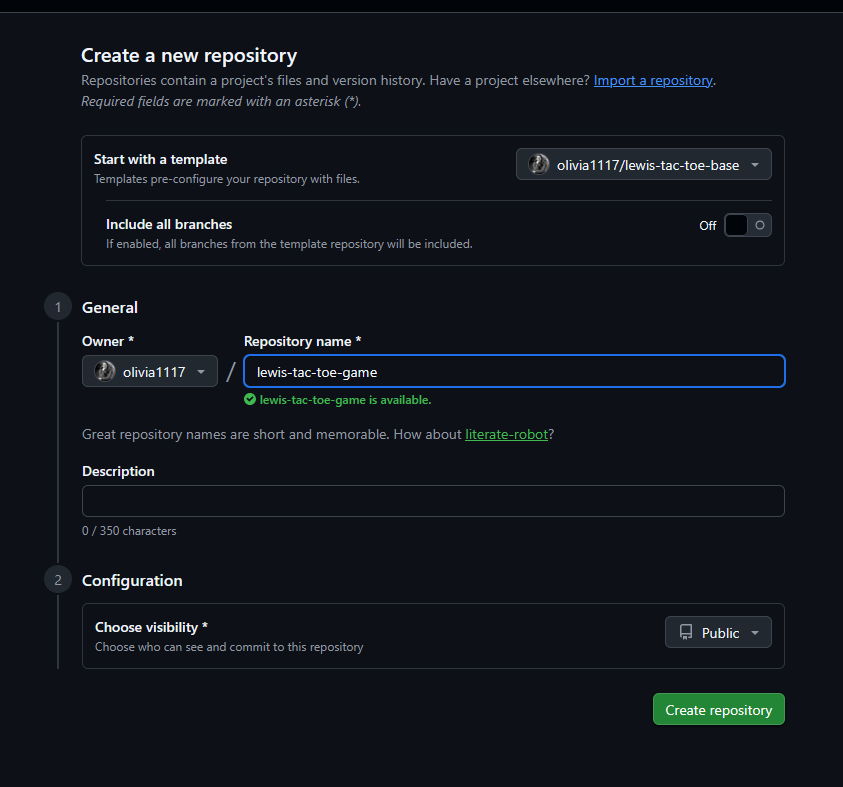 Create a new repository
Repositories contain a project's files and version history. Have a project elsewhere? Import a repository.
Required fields are marked with an asterisk (*).
Start with a template
Templates pre-configure your repository with files.
olivia1117/lewis-tac-toe-base
Include all branches
If enabled, all branches from the template repository will be included.
Off
1
General
Owner *
Repository name *
olivia1117
/
lewis-tac-toe-game
lewis-tac-toe-game is available.
Great repository names are short and memorable. How about literate-robot?
Description
0 / 350 characters
2
Configuration
Choose visibility *
Choose who can see and commit to this repository
Public
Create repository